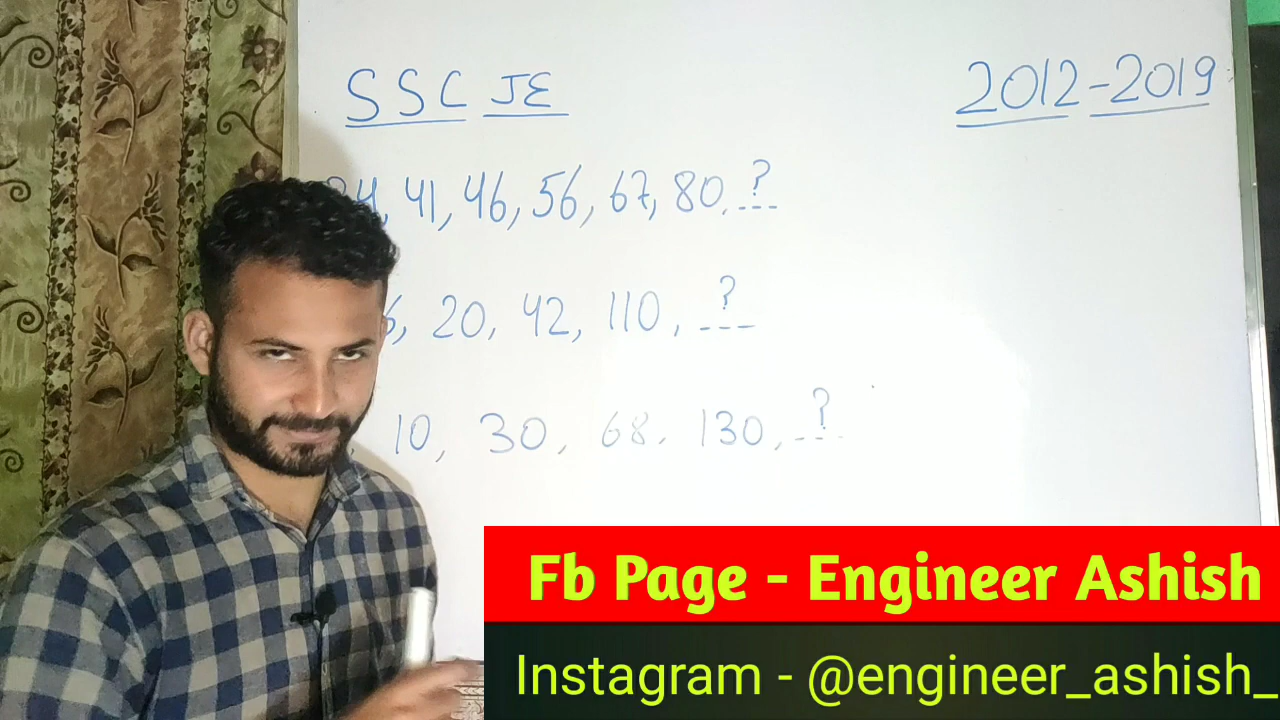 SSC JE
2012-2019
41, 46, 56, 67, 80, ?
20, 42, 110, ?
10, 30, 68, 130, ?
Fb Page - Engineer Ashish
Instagram - @engineer_ashish_